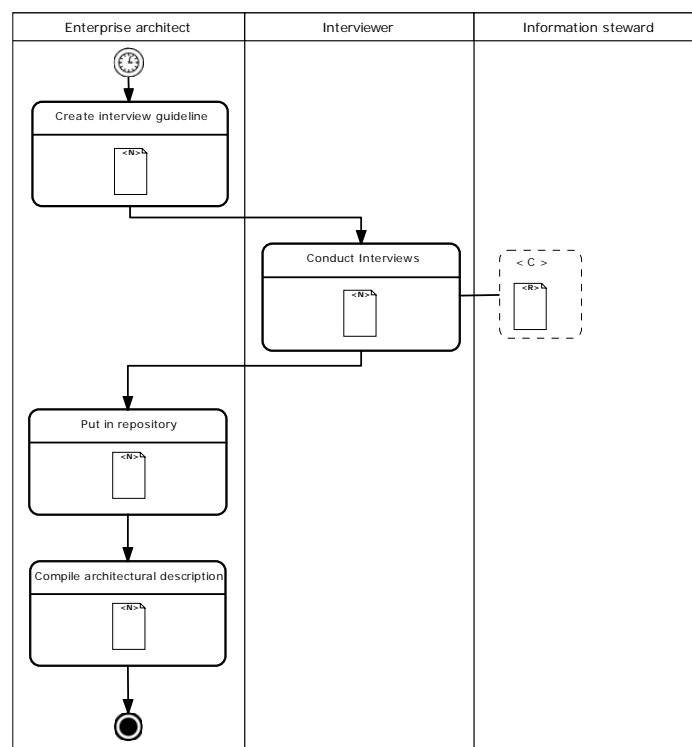 Enterprise architect
Interviewer
Information steward
Create interview guideline
<N>
Conduct Interviews
<N>
< C >
<R>
Put in repository
<N>
Compile architectural description
<N>